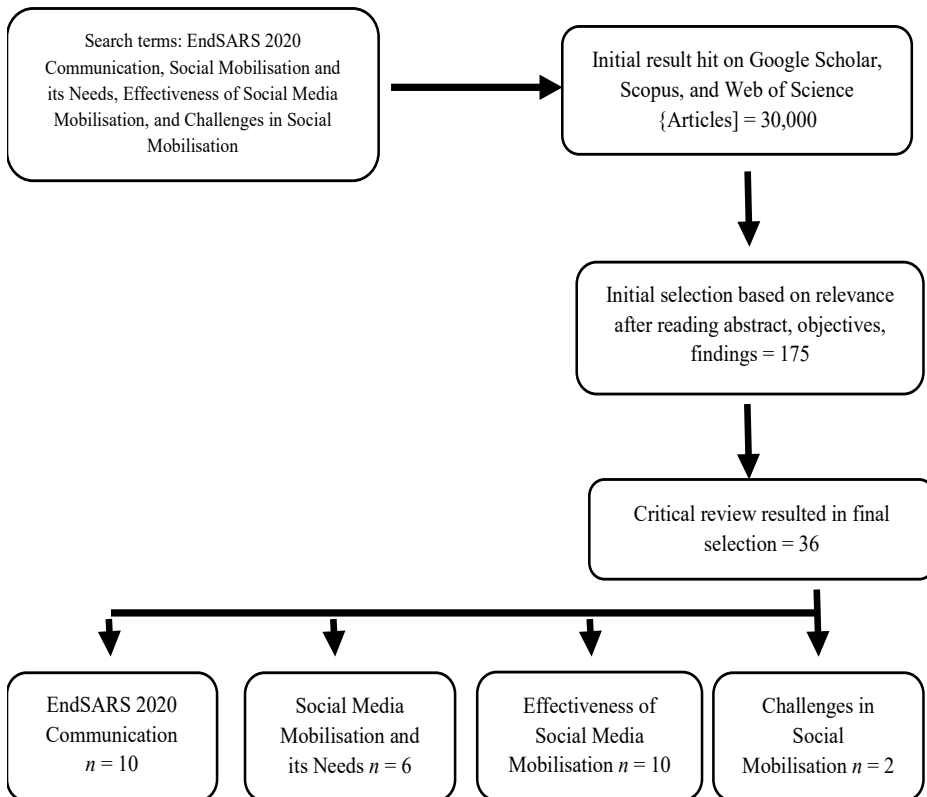 Search terms: EndSARS 2020
Communication, Social Mobilisation and
its Needs, Effectiveness of Social Media
Mobilisation, and Challenges in Social
Mobilisation
Initial result hit on Google Scholar,
Scopus, and Web of Science
{Articles] = 30,000
Initial selection based on relevance
after reading abstract, objectives,
findings = 175
Critical review resulted in final
selection = 36
EndSARS 2020
Communication
n = 10
Social Media
Mobilisation and
its Needs n = 6
Effectiveness of
Social Media
Mobilisation n = 10
Challenges in
Social
Mobilisation n = 2